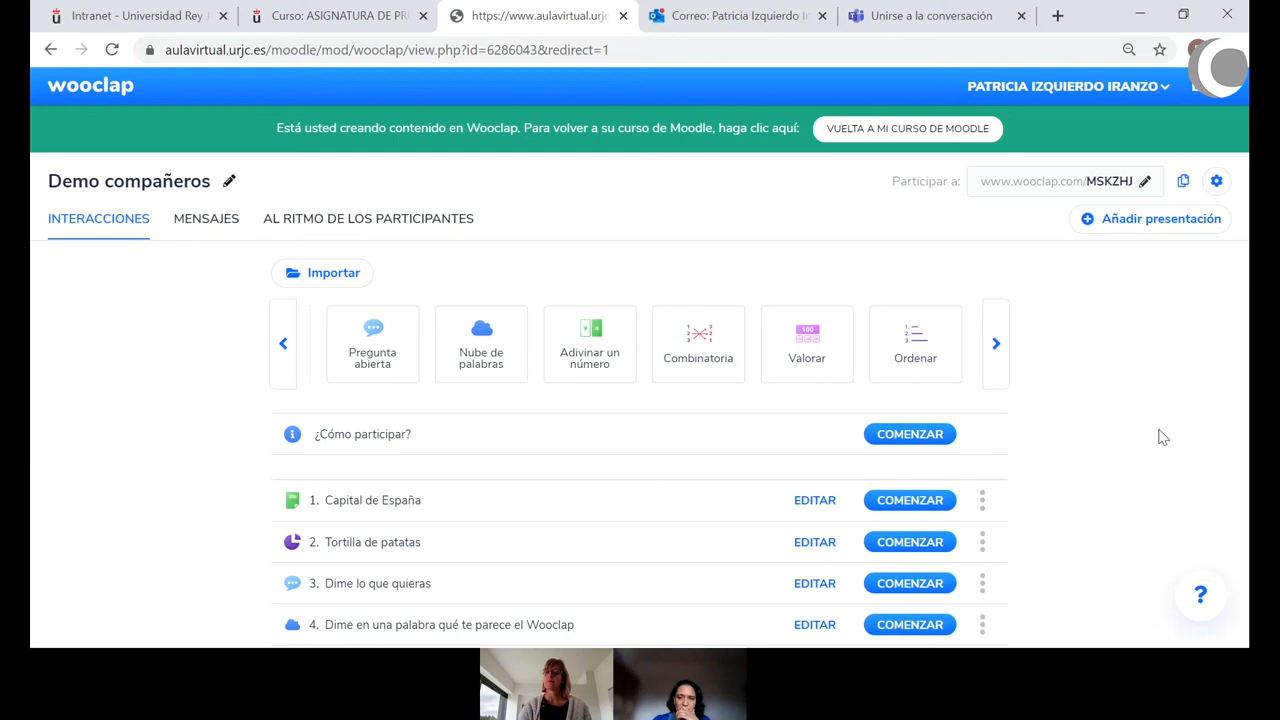 Intranet - Universidad Rey J
Curso: ASIGNATURA DE PR
https://www.aulavirtual.urjc
Correo: Patricia Izquierdo I
Unirse a la conversación
aulavirtual.urjc.es/moodle/mod/wooclap/view.php?id=6286043&redirect=1
wooclap
PATRICIA IZQUIERDO IRANZO
Está usted creando contenido en Wooclap. Para volver a su curso de Moodle, haga clic aquí:
VUELTA A MI CURSO DE MOODLE
Demo compañeros
Participar a:
www.wooclap.com/MSKZHJ
INTERACCIONES
MENSAJES
AL RITMO DE LOS PARTICIPANTES
Añadir presentación
Importar
Pregunta
abierta
Nube de
palabras
Adivinar un
número
Combinatoria
100
Valorar
Ordenar
¿Cómo participar?
COMENZAR
1. Capital de España
EDITAR
COMENZAR
2. Tortilla de patatas
EDITAR
COMENZAR
3. Dime lo que quieras
EDITAR
COMENZAR
4. Dime en una palabra qué te parece el Wooclap
EDITAR
COMENZAR
?